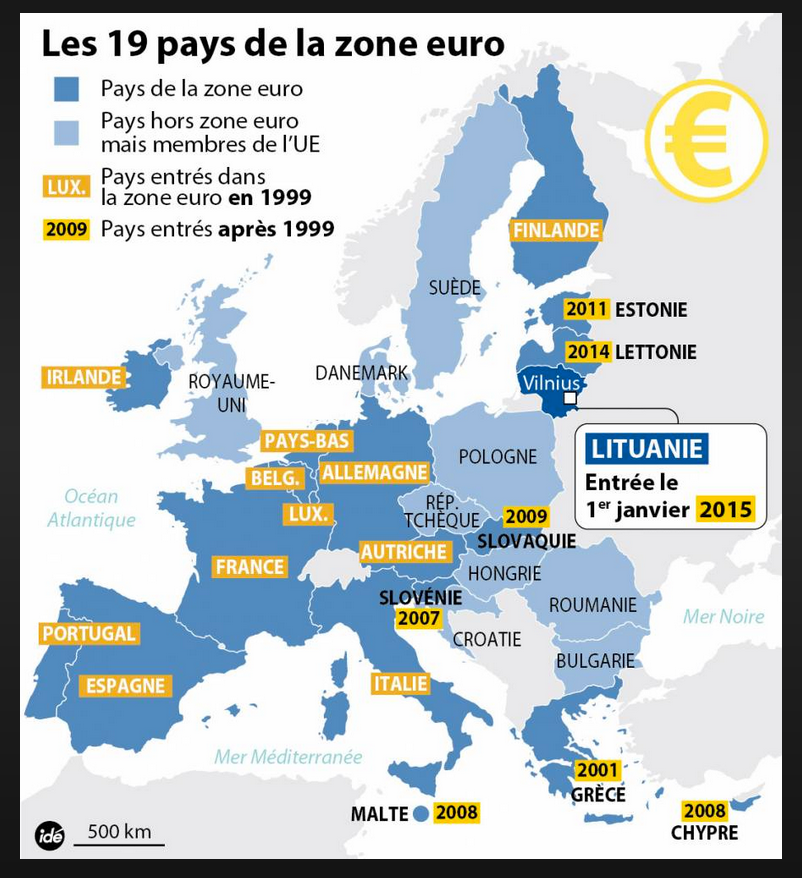 Les 19 pays de la zone euro
€
Pays de la zone euro
Pays hors zone euro
mais membres de l'UE
LUX. Pays entrés dans
la zone euro en 1999
2009 Pays entrés après 1999
FINLANDE
SUÈDE
2011 ESTONIE
2014 LETTONIE
IRLANDE
ROYAUME-
UNI
DANEMARK
Vilnius
PAYS-BAS
LITUANIE
Entrée le
1er janvier 2015
BELG.
ALLEMAGNE
POLOGNE
Océan
Atlantique
LUX.
RÉP.
TCHÈQUE
2009
SLOVAQUIE
AUTRICHE
FRANCE
HONGRIE
SLOVÉNIE
2007
ROUMANIE
Mer Noire
PORTUGAL
CROATIE
BULGARIE
ESPAGNE
ITALIE
Mer Méditerranée
2001
GRÈCE
MALTE 2008
2008
CHYPRE
idé 500 km